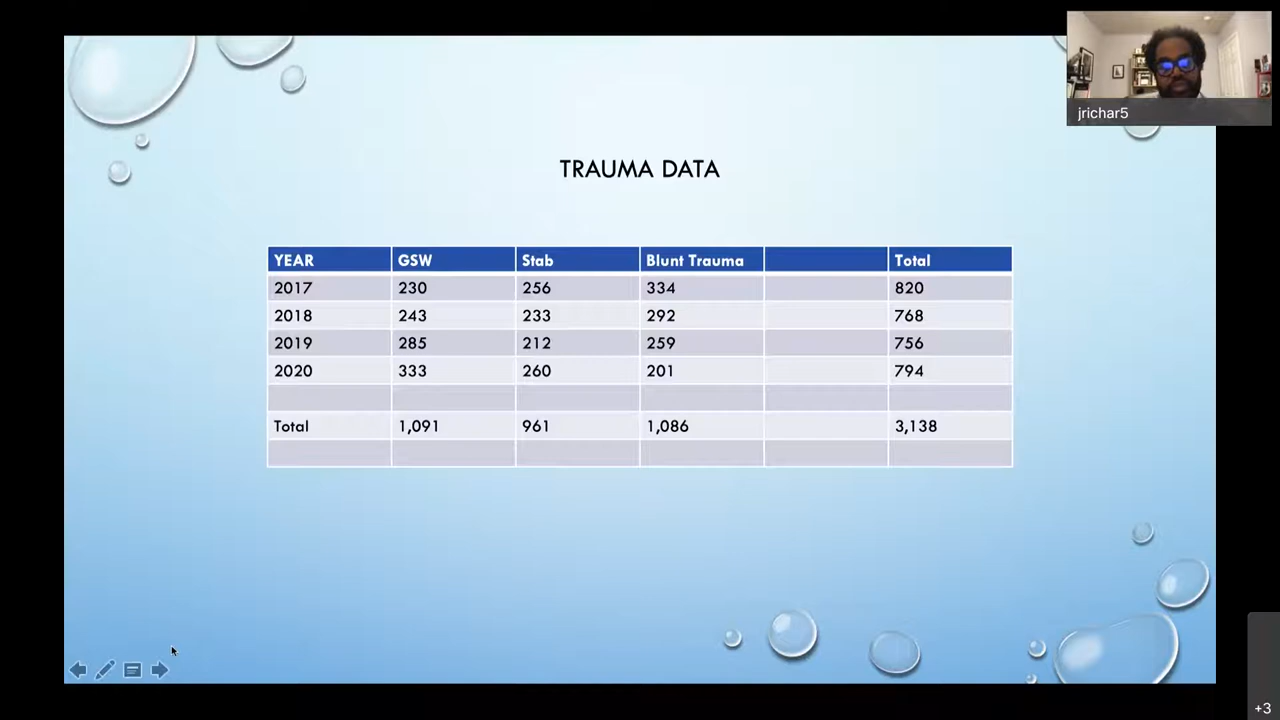 jrichar5
TRAUMA DATA
YEAR GSW Stab Blunt Trauma Total
2017 230 256 334 820
2018 243 233 292 768
2019 285 212 259 756
2020 333 260 201 794
Total 1,091 961 1,086 3,138
+3